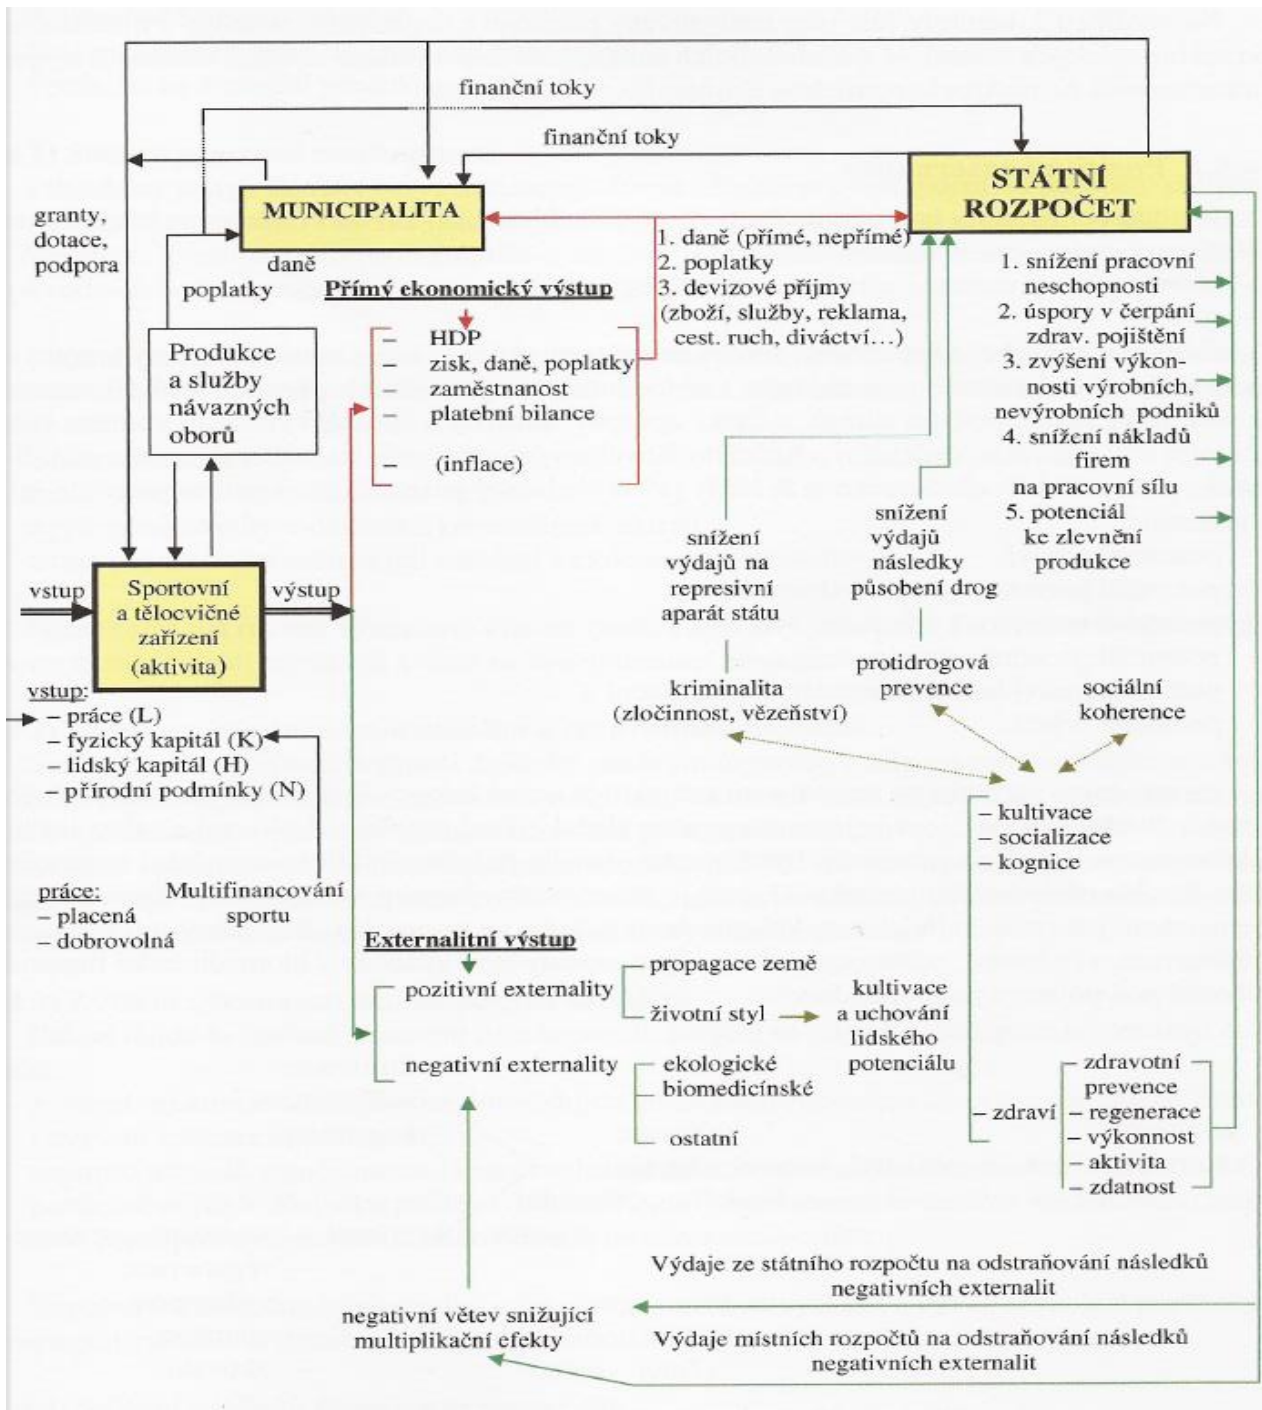 finanční toky
finanční toky
STÁTNÍ
ROZPOČET
MUNICIPALITA
granty,
dotace,
podpora
daně
poplatky
1. daně (přímé, nepřímé)
2. poplatky
3. devizové příjmy
(zboží, služby, reklama,
cest. ruch, diváctví…)
1. snížení pracovní
neschopnosti
2. úspory v čerpání
zdrav. pojištění
3. zvýšení výkon-
nosti výrobních,
nevýrobních podniků
4. snížení nákladů
firem
na pracovní sílu
5. potenciál
ke zlevnění
produkce
Přímý ekonomický výstup
– HDP
– zisk, daně, poplatky
– zaměstnanost
– platební bilance
– (inflace)
Produkce
a služby
návazných
oborů
snížení
výdajů na
represivní
aparát státu
snížení
výdajů
následky
působení drog
vstup
Sportovní
a tělocvičné
zařízení
(aktivita)
výstup
vstup:
– práce (L)
– fyzický kapitál (K)
– lidský kapitál (H)
– přírodní podmínky (N)
kriminalita
(zločinnost, vězeňství)
protidrogová
prevence
sociální
koherence
– kultivace
– socializace
– kognice
práce:
– placená
– dobrovolná
Multifinancování
sportu
Externalitní výstup
pozitivní externality
negativní externality
– propagace země
– životní styl
kultivace
a uchování
lidského
potenciálu
– ekologické
– biomedicínské
– ostatní
– zdraví
– zdravotní
prevence
– regenerace
– výkonnost
– aktivita
– zdatnost
Výdaje ze státního rozpočtu na odstraňování následků
negativních externalit
negativní větev snižující
multiplikační efekty
Výdaje místních rozpočtů na odstraňování následků
negativních externalit